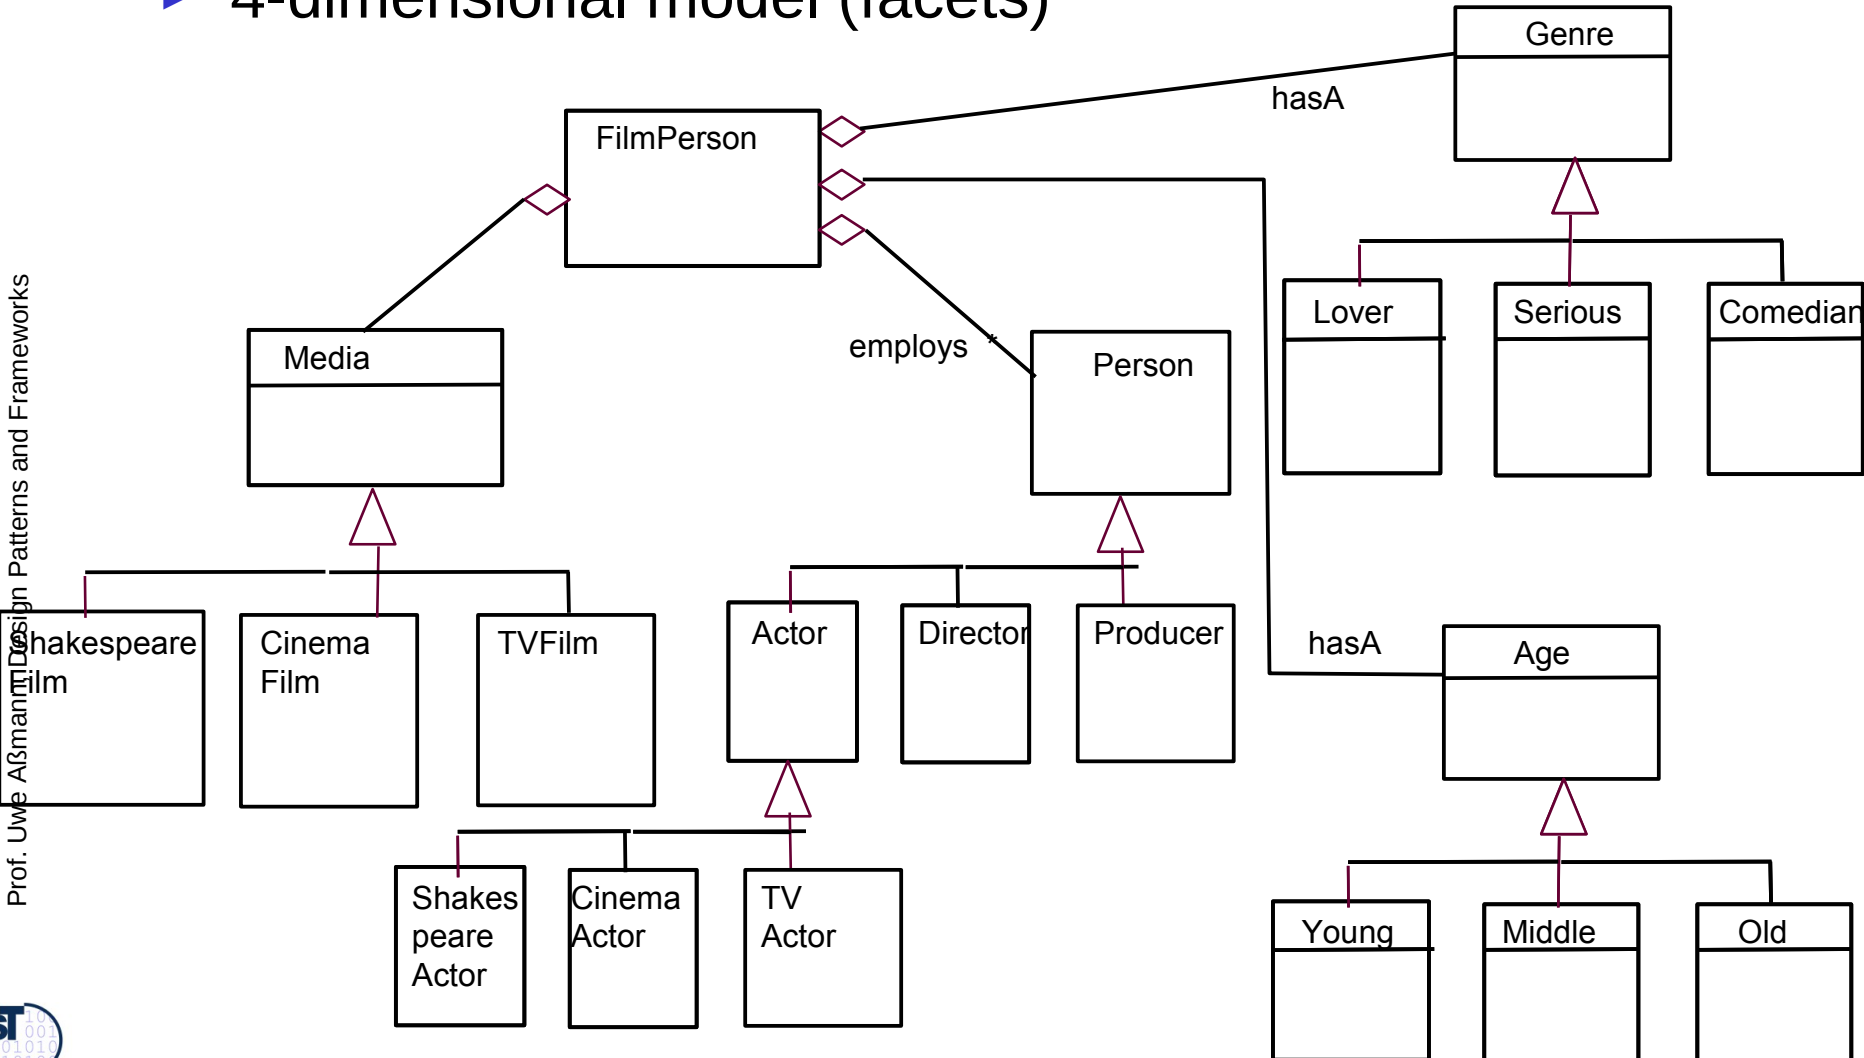 4-dimensional model (facets)
Genre
hasA
FilmPerson
Lover
Serious
Comedian
employs
*
Media
Person
Shakespeare
Film
Cinema
Film
TVFilm
Actor
Director
Producer
hasA
Age
Shakes
peare
Actor
Cinema
Actor
TV
Actor
Young
Middle
Old
Prof. Uwe Aßmann, Design Patterns and Frameworks